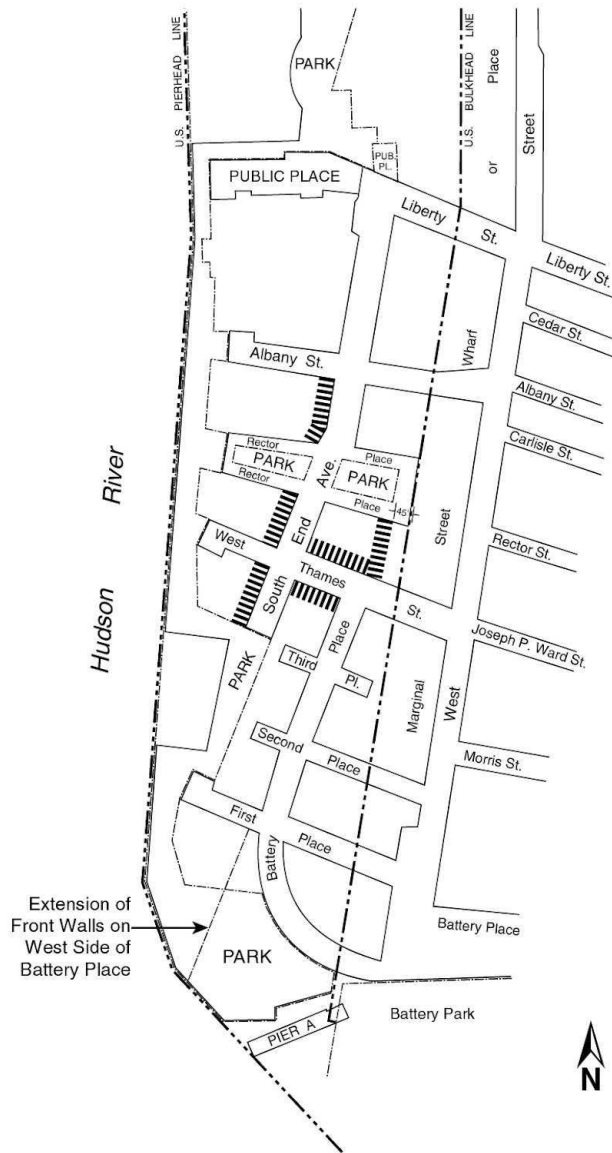 U.S. PIERHEAD LINE
PARK
U.S. BULKHEAD LINE
Place
or
Street
PUB.
PL.
PUBLIC PLACE
Liberty St.
Liberty St.
Cedar St.
Wharf
Albany St.
Albany St.
Carlisle St.
Rector Place
PARK
Ave.
PARK
Rector Place
45'
Hudson River
End
Street
Rector St.
West Thames St.
South
Joseph P. Ward St.
Place
PARK
Third Pl.
Marginal
West
Second Place
Morris St.
First Place
Battery
Extension of
Front Walls on
West Side of
Battery Place
PARK
Battery Place
PIER A
Battery Park
N